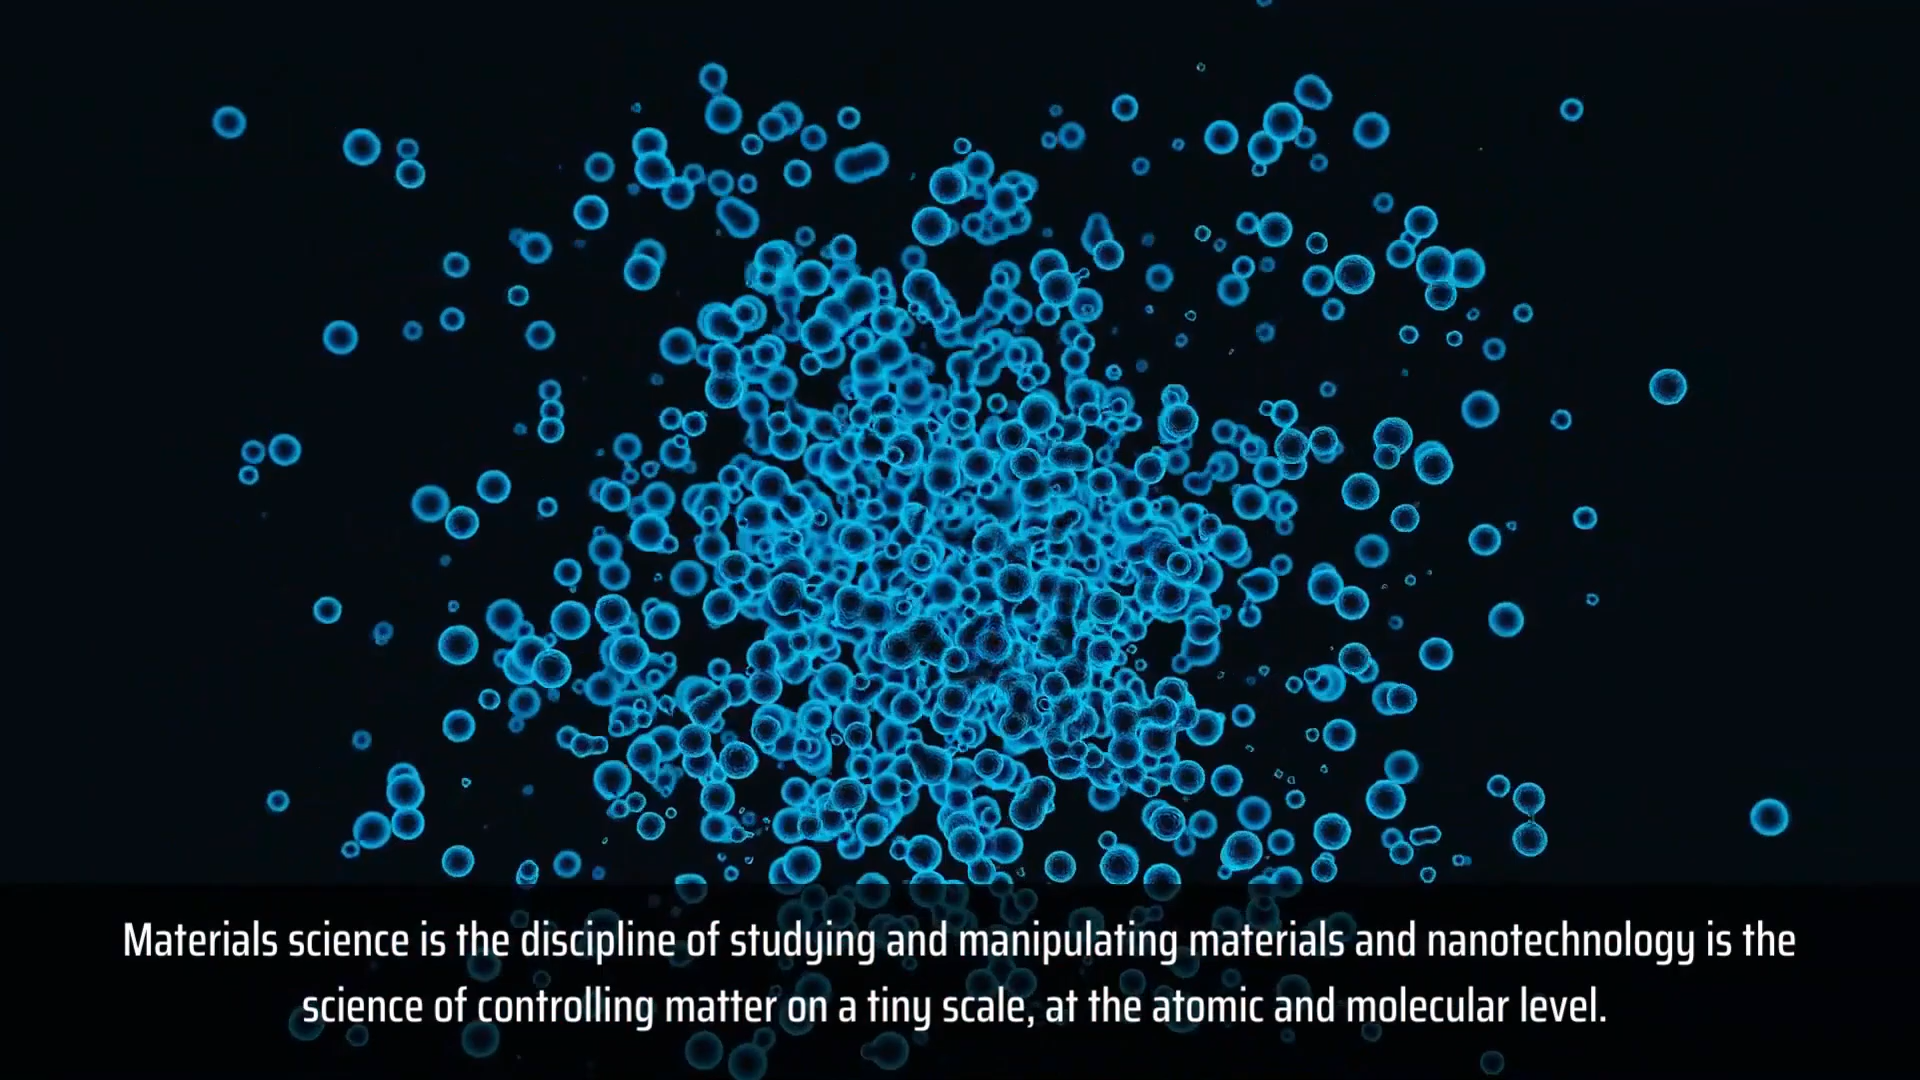 Materials science is the discipline of studying and manipulating materials and nanotechnology is the
science of controlling matter on a tiny scale, at the atomic and molecular level.